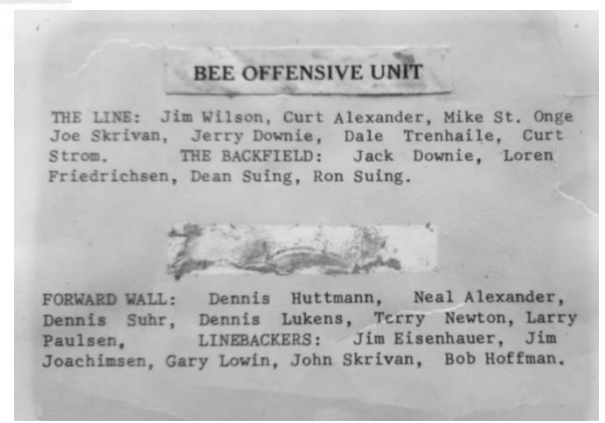 BEE OFFENSIVE UNIT
THE LINE: Jim Wilson, Curt Alexander, Mike St. Onge
Joe Skrivan, Jerry Downie, Dale Trenhaile, Curt
Strom. THE BACKFIELD: Jack Downie, Loren
Friedrichsen, Dean Suing, Ron Suing.
FORWARD WALL: Dennis Huttmann, Neal Alexander,
Dennis Suhr, Dennis Lukens, Terry Newton, Larry
Paulsen, LINEBACKERS: Jim Eisenhauer, Jim
Joachimsen, Gary Lowin, John Skrivan, Bob Hoffman.